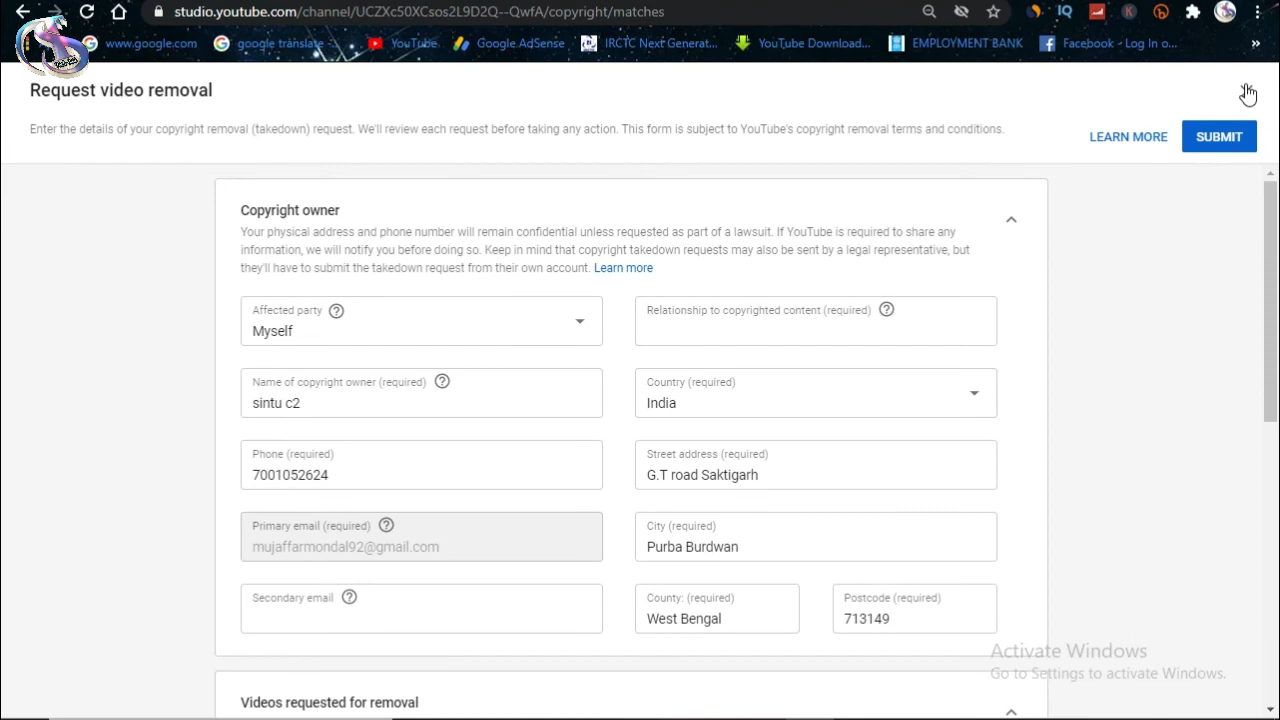 studio.youtube.com/channel/UCZXc50XCsos2L9D2Q--QwfA/copyright/matches
www.google.com google translate - YouTube Google AdSense IRCTC Next Generat... YouTube Download... EMPLOYMENT BANK Facebook - Log In o... »
Request video removal
Enter the details of your copyright removal (takedown) request. We'll review each request before taking any action. This form is subject to YouTube's copyright removal terms and conditions.
LEARN MORE SUBMIT
Copyright owner
Your physical address and phone number will remain confidential unless requested as part of a lawsuit. If YouTube is required to share any
information, we will notify you before doing so. Keep in mind that copyright takedown requests may also be sent by a legal representative, but
they'll have to submit the takedown request from their own account. Learn more
Affected party Relationship to copyrighted content (required)
Myself
Name of copyright owner (required) Country (required)
sintu c2 India
Phone (required) Street address (required)
7001052624 G.T road Saktigarh
Primary email (required) City (required)
mujaffarmondal92@gmail.com Purba Burdwan
Secondary email County: (required) Postcode (required)
West Bengal 713149
Activate Windows
Go to Settings to activate Windows.
Videos requested for removal